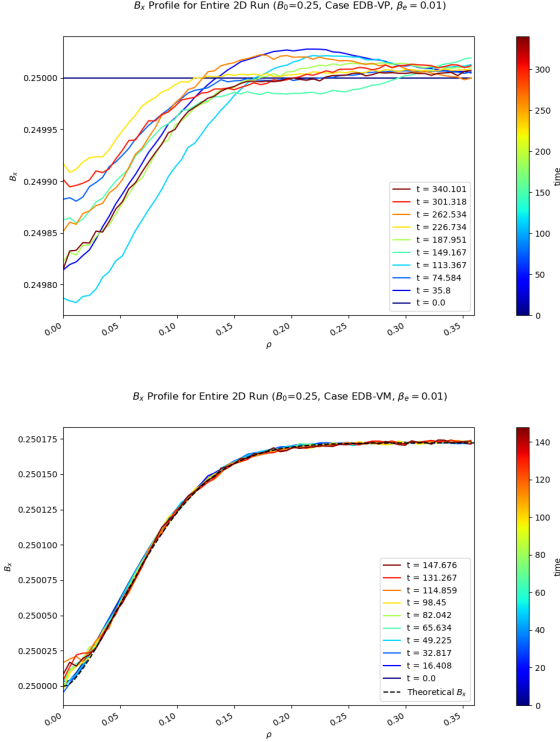 Bx Profile for Entire 2D Run (B0=0.25, Case EDB-VP, βe = 0.01)
0.25000
0.24995
0.24990
0.24985
0.24980
Bx
0.00
0.05
0.10
0.15
0.20
0.25
0.30
0.35
ρ
t = 340.101
t = 301.318
t = 262.534
t = 226.734
t = 187.951
t = 149.167
t = 113.367
t = 74.584
t = 35.8
t = 0.0
300
250
200
150
100
50
0
time
Bx Profile for Entire 2D Run (B0=0.25, Case EDB-VM, βe = 0.01)
0.250175
0.250150
0.250125
0.250100
0.250075
0.250050
0.250025
0.250000
Bx
0.00
0.05
0.10
0.15
0.20
0.25
0.30
0.35
ρ
t = 147.676
t = 131.267
t = 114.859
t = 98.45
t = 82.042
t = 65.634
t = 49.225
t = 32.817
t = 16.408
t = 0.0
Theoretical Bx
140
120
100
80
60
40
20
0
time